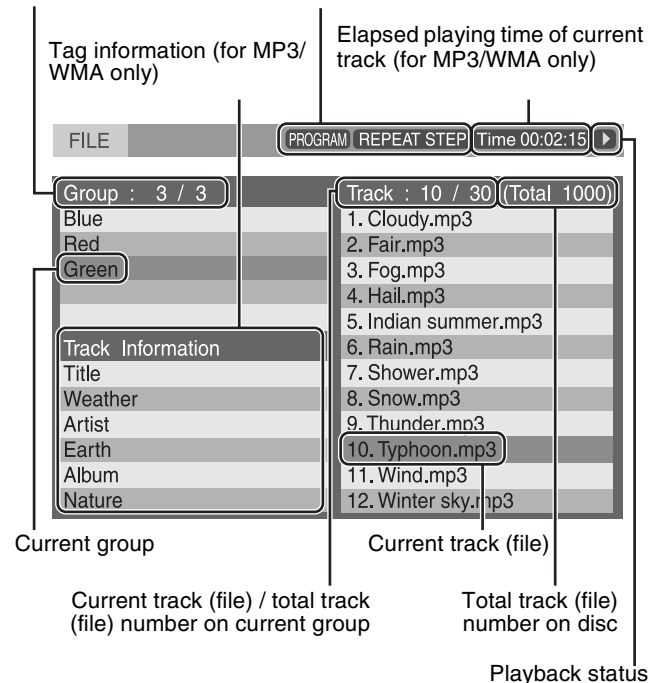 Tag information (for MP3/
WMA only)
Elapsed playing time of current
track (for MP3/WMA only)
FILE
PROGRAM REPEAT STEP Time 00:02:15
Group : 3 / 3
Blue
Red
Green
Track Information
Title
Weather
Artist
Earth
Album
Nature
Track : 10 / 30 (Total 1000)
1. Cloudy.mp3
2. Fair.mp3
3. Fog.mp3
4. Hail.mp3
5. Indian summer.mp3
6. Rain.mp3
7. Shower.mp3
8. Snow.mp3
9. Thunder.mp3
10. Typhoon.mp3
11. Wind.mp3
12. Winter sky.mp3
Current group
Current track (file)
Current track (file) / total track
(file) number on current group
Total track (file)
number on disc
Playback status